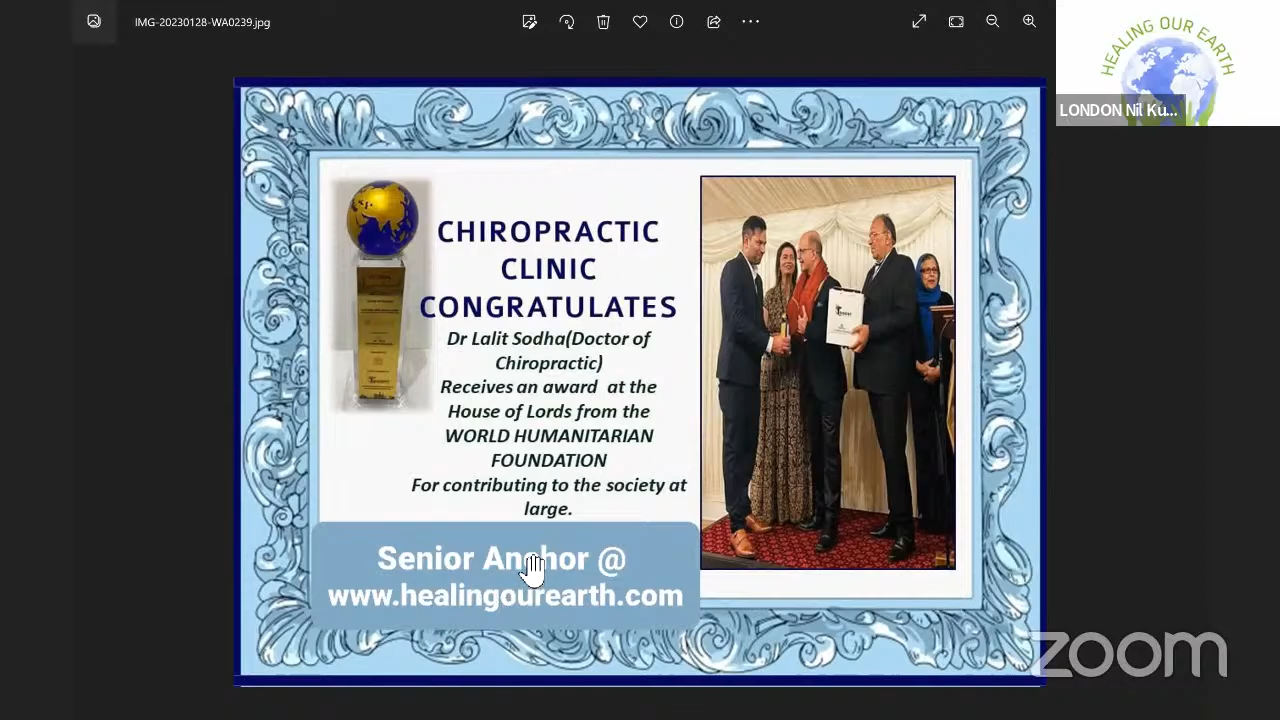 IMG-20230128-WA0239.jpg
HEALING OUR EARTH
LONDON Nil Ku...
CHIROPRACTIC
CLINIC
CONGRATULATES
Dr Lalit Sodha(Doctor of
Chiropractic)
Receives an award at the
House of Lords from the
WORLD HUMANITARIAN
FOUNDATION
For contributing to the society at
large.
Senior Anchor @
www.healingourearth.com
zoom